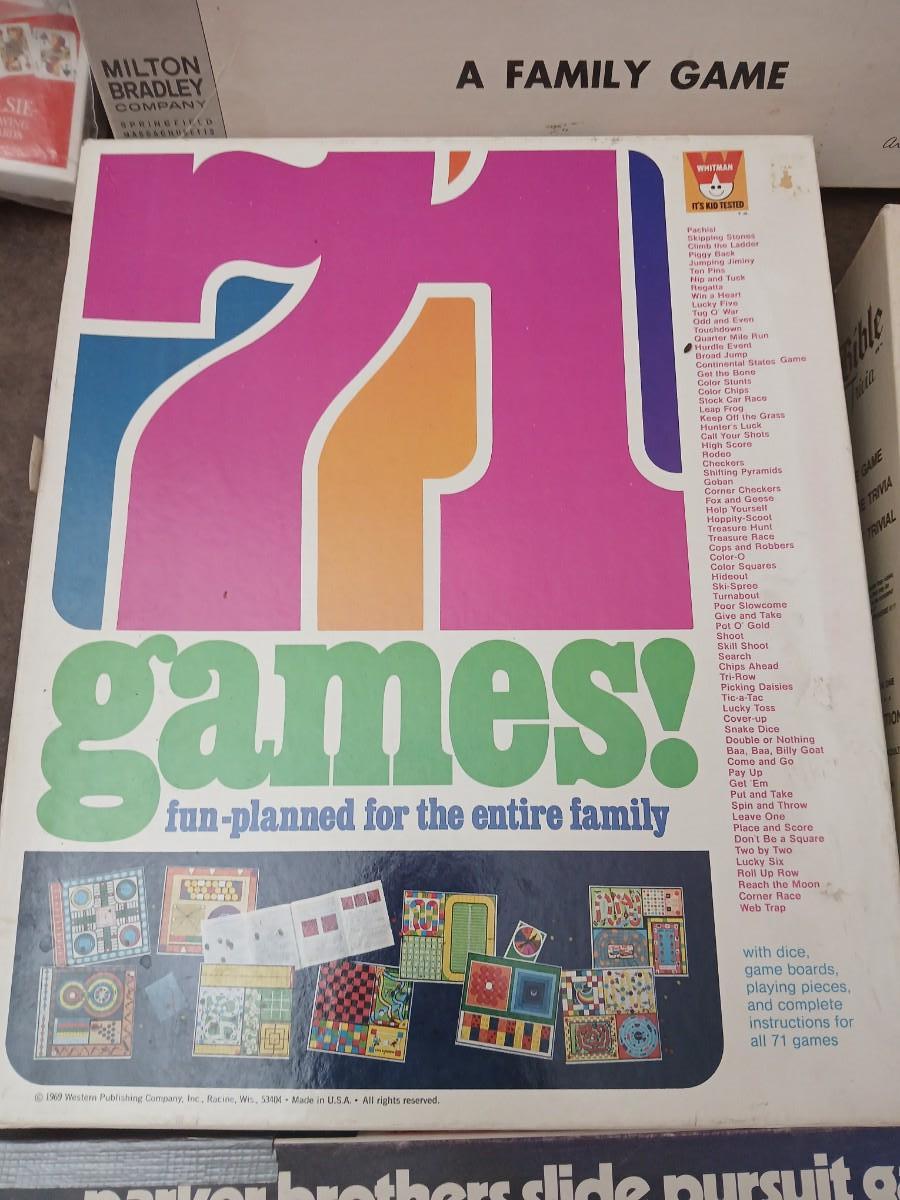 MILTON
BRADLEY
COMPANY
SPRINGFIELD
MASSACHUSETTS
A FAMILY GAME
71
games!
fun-planned for the entire family
WHITMAN
IT'S KID TESTED
Pachisi
Skipping Stones
Climb the Ladder
Piggy Back
Jumping Jiminy
Ten Pins
Nip and Tuck
Regatta
Win a Heart
Lucky Five
Tug O' War
Odd and Even
Touchdown
Quarter Mile Run
Hurdle Event
Broad Jump
Continental States Game
Get the Bone
Color Stunts
Color Chips
Stock Car Race
Leap Frog
Keep Off the Grass
Hunter's Luck
Call Your Shots
High Score
Rodeo
Checkers
Shifting Pyramids
Goban
Corner Checkers
Fox and Geese
Help Yourself
Hoppity-Scoot
Treasure Hunt
Treasure Race
Cops and Robbers
Color-O
Color Squares
Hideout
Ski-Spree
Turnabout
Poor Slowcome
Give and Take
Pot O' Gold
Shoot
Skill Shoot
Search
Chips Ahead
Tri-Row
Picking Daisies
Tic-a-Tac
Lucky Toss
Cover-up
Snake Dice
Double or Nothing
Baa, Baa, Billy Goat
Come and Go
Pay Up
Get 'Em
Put and Take
Spin and Throw
Leave One
Place and Score
Don't Be a Square
Two by Two
Lucky Six
Roll Up Row
Reach the Moon
Corner Race
Web Trap
with dice,
game boards,
playing pieces,
and complete
instructions for
all 71 games
© 1969 Western Publishing Company, Inc., Racine, Wis., 53404 • Made in U.S.A. • All rights reserved.
Bible
Trivia
GAME
TRIVIA
TRIVIAL
parker brothers slide pursuit